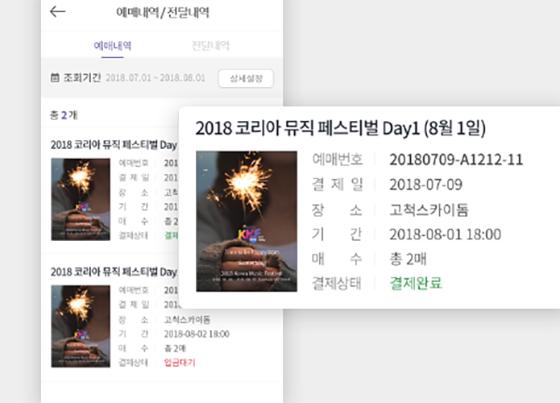 예매내역/전달내역
예매내역 전달내역
조회기간 2018.07.01 ~ 2018.08.01 상세설정
총 2개
2018 코리아 뮤직 페스티벌 Day
예매번호 201
결 제 일 201
장 소 고척
기 간 201
매 수 총 2
결제상태 결제
2018 코리아 뮤직 페스티벌 Day
예매번호 201
결 제 일 201
장 소 고척스카이돔
기 간 2018-08-02 18:00
매 수 총 2매
결제상태 입금대기
2018 코리아 뮤직 페스티벌 Day1 (8월 1일)
예매번호 20180709-A1212-11
결 제 일 2018-07-09
장 소 고척스카이돔
기 간 2018-08-01 18:00
매 수 총 2매
결제상태 결제완료
2018 Korea Music Festival